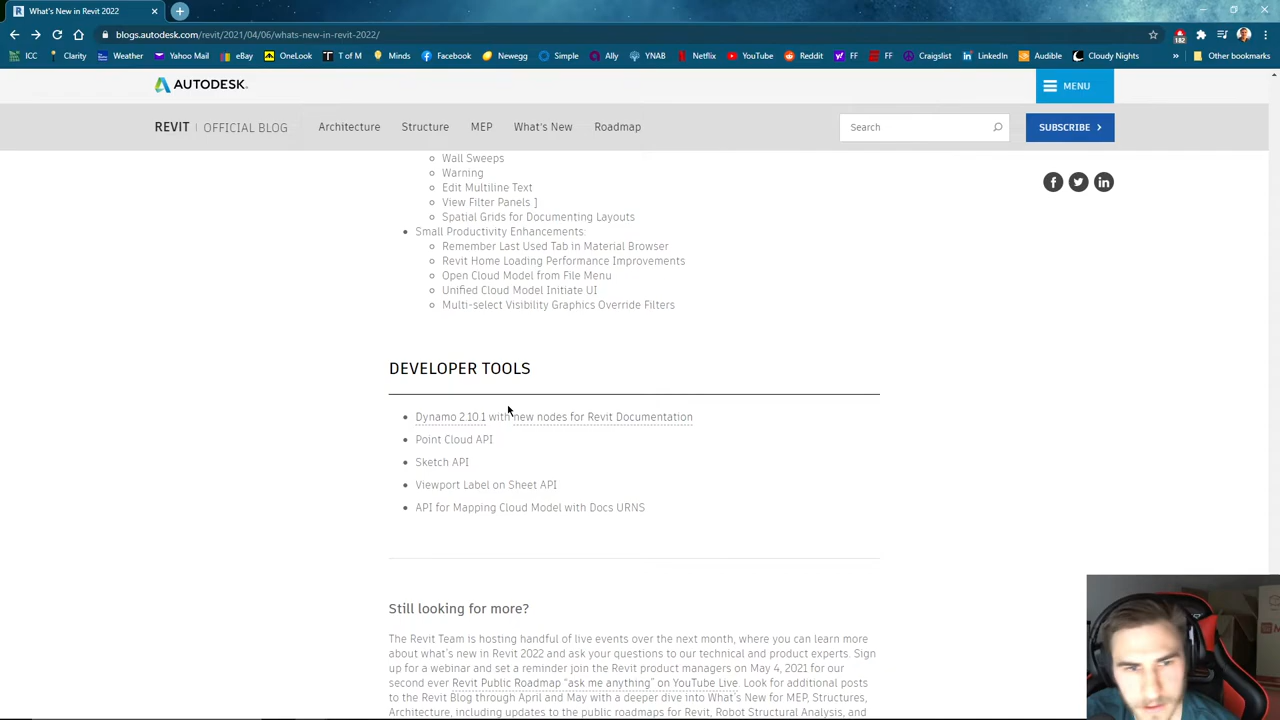 What's New in Revit 2022
blogs.autodesk.com/revit/2021/04/06/whats-new-in-revit-2022/
182
ICC Clarity Weather Yahoo Mail eBay OneLook T of M Minds Facebook Newegg Simple Ally YNAB Netflix YouTube Reddit FF FF Craigslist LinkedIn Audible Cloudy Nights » Other bookmarks
AUTODESK.
MENU
REVIT | OFFICIAL BLOG Architecture Structure MEP What's New Roadmap Search SUBSCRIBE >
Wall Sweeps
Warning
Edit Multiline Text
View Filter Panels ]
Spatial Grids for Documenting Layouts
Small Productivity Enhancements:
Remember Last Used Tab in Material Browser
Revit Home Loading Performance Improvements
Open Cloud Model from File Menu
Unified Cloud Model Initiate UI
Multi-select Visibility Graphics Override Filters
DEVELOPER TOOLS
Dynamo 2.10.1 with new nodes for Revit Documentation
Point Cloud API
Sketch API
Viewport Label on Sheet API
API for Mapping Cloud Model with Docs URNS
Still looking for more?
The Revit Team is hosting handful of live events over the next month, where you can learn more
about what's new in Revit 2022 and ask your questions to our technical and product experts. Sign
up for a webinar and set a reminder join the Revit product managers on May 4, 2021 for our
second ever Revit Public Roadmap "ask me anything" on YouTube Live. Look for additional posts
to the Revit Blog through April and May with a deeper dive into What's New for MEP, Structures,
Architecture, including updates to the public roadmaps for Revit, Robot Structural Analysis, and